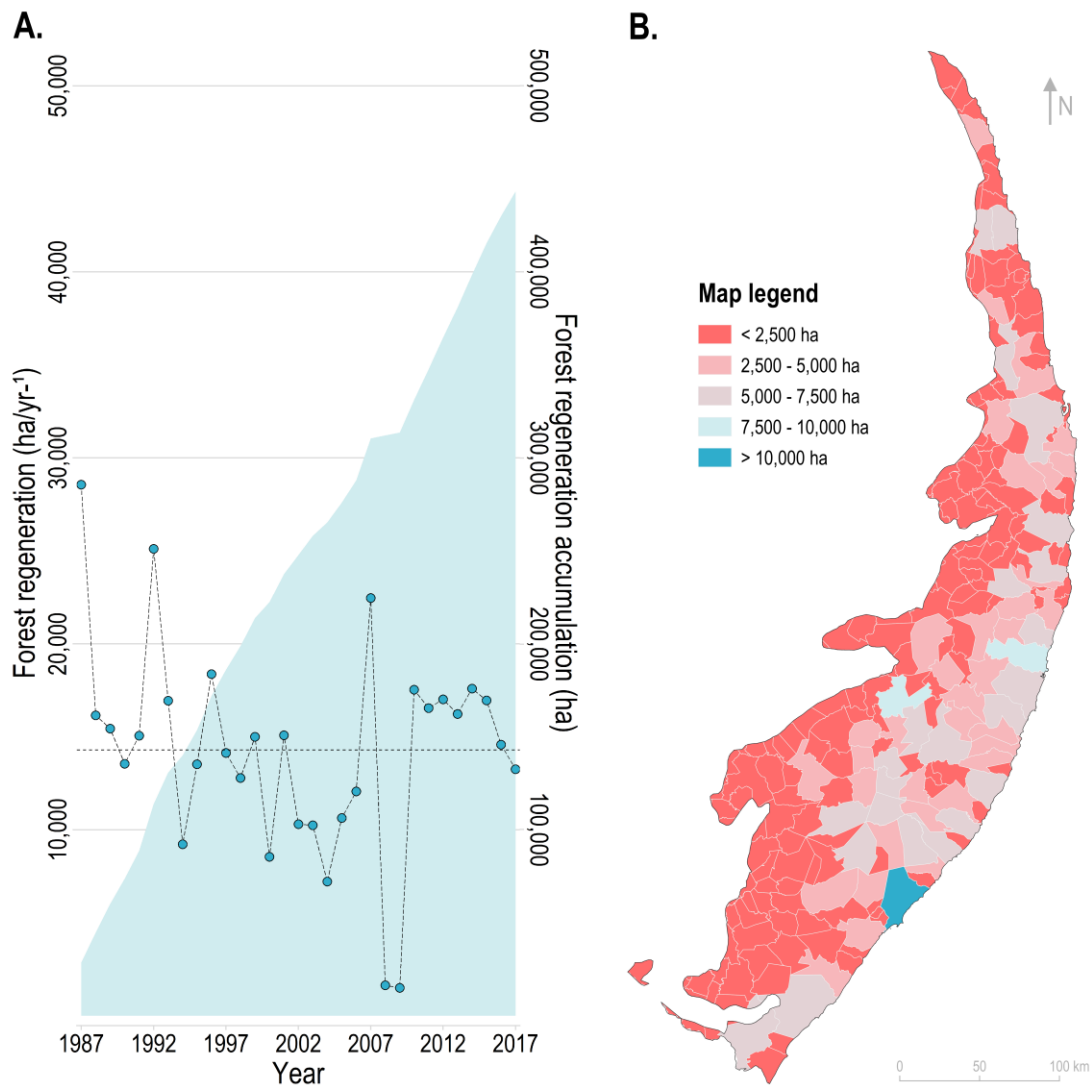 A.
50,000
40,000
30,000
20,000
10,000
Forest regeneration (ha/yr-¹)
500,000
400,000
300,000
200,000
100,000
Forest regeneration accumulation (ha)
1987 1992 1997 2002 2007 2012 2017
Year
B.
N
Map legend
< 2,500 ha
2,500 - 5,000 ha
5,000 - 7,500 ha
7,500 - 10,000 ha
> 10,000 ha
0 50 100 km